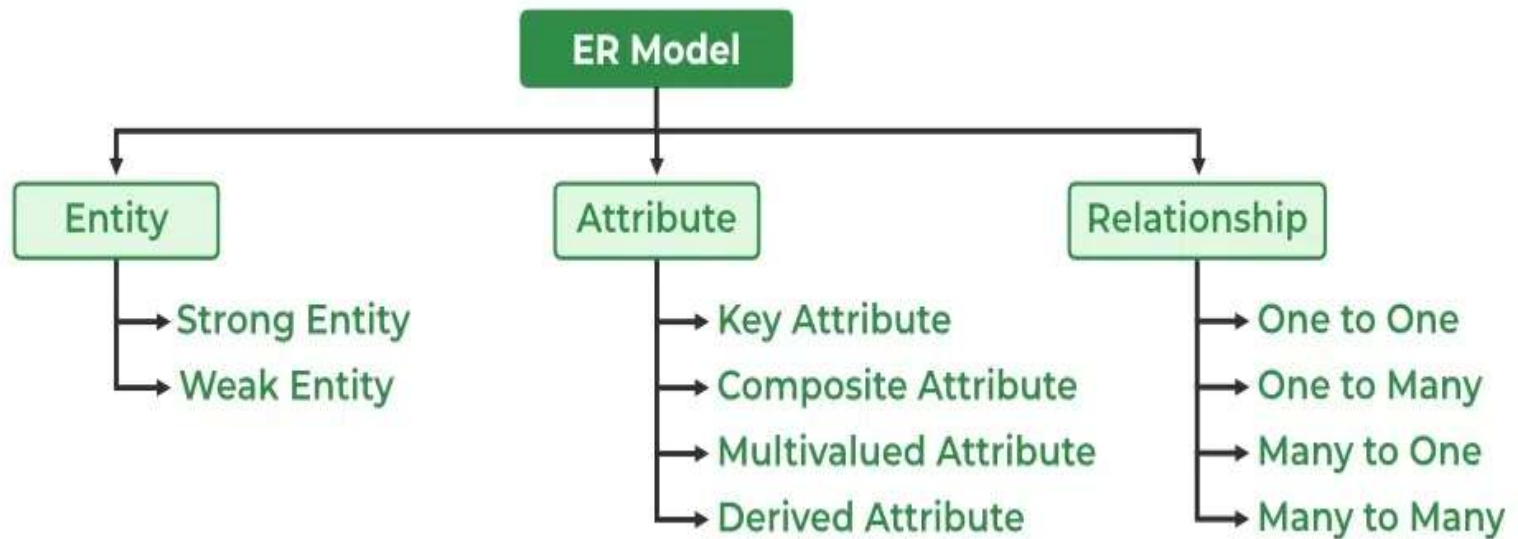 ER Model
Entity
Attribute
Relationship
Strong Entity
Weak Entity
Key Attribute
Composite Attribute
Multivalued Attribute
Derived Attribute
One to One
One to Many
Many to One
Many to Many